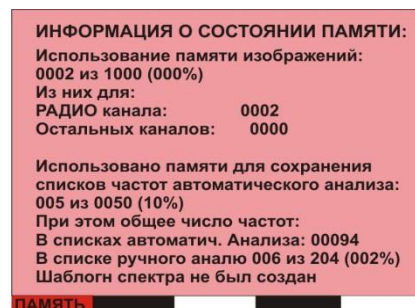 ИНФОРМАЦИЯ О СОСТОЯНИИ ПАМЯТИ:
Использование памяти изображений:
0002 из 1000 (000%)
Из них для:
РАДИО канала: 0002
Остальных каналов: 0000
Использовано памяти для сохранения
списков частот автоматического анализа:
005 из 0050 (10%)
При этом общее число частот:
В списках автоматич. Анализа: 00094
В списке ручного аналю 006 из 204 (002%)
Шаблогн спектра не был создан
ПАМЯТЬ